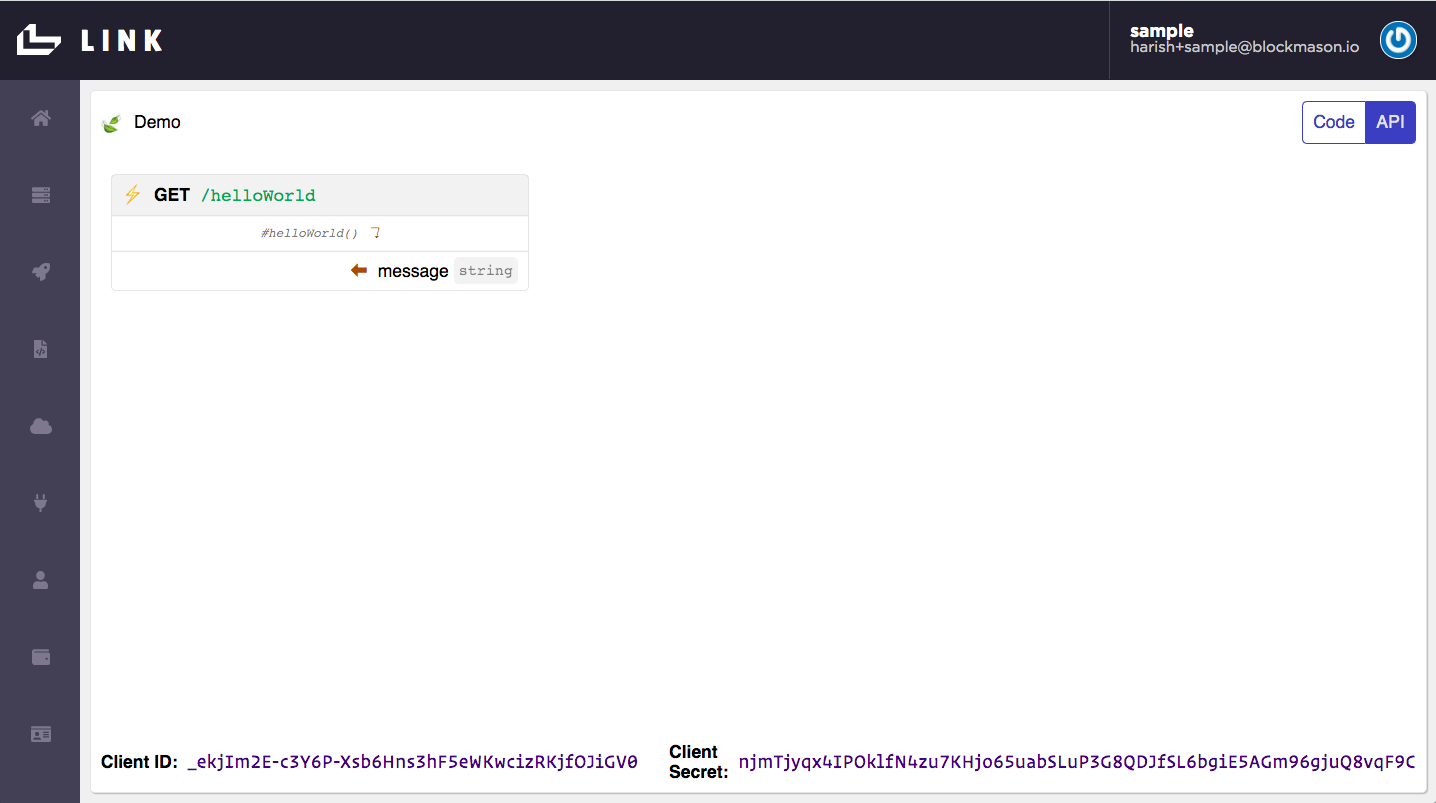 LINK
sample
harish+sample@blockmason.io
Demo
Code API
GET /helloWorld
#helloWorld()
message string
Client ID: _ekjIm2E-c3Y6P-Xsb6Hns3hF5eWKwcizRKjfOJiGV0
Client Secret: njmTjyqx4IPOklfN4zu7KHjo65uabSLuP3G8QDJfSL6bgiE5AGm96gjuQ8vqF9C